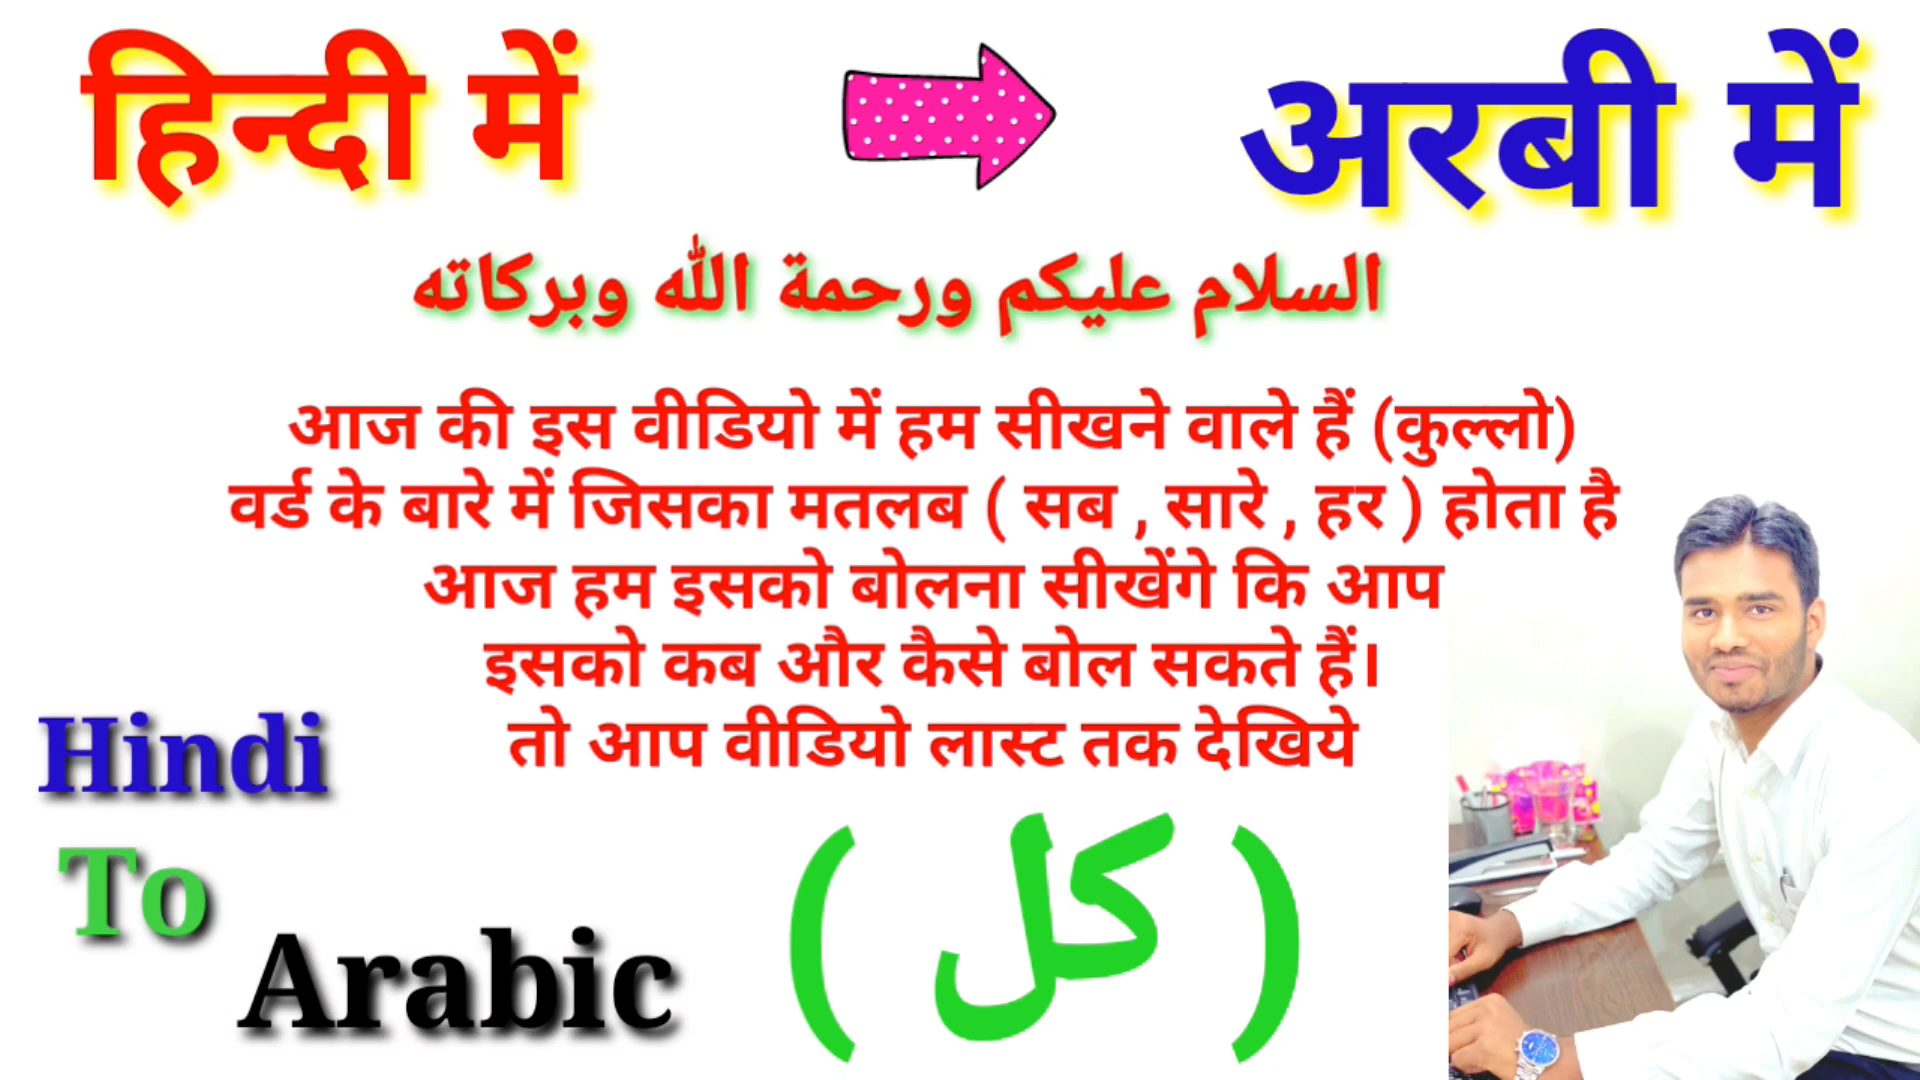 हिन्दी में
अरबी में
السلام عليكم ورحمة الله وبركاته
आज की इस वीडियो में हम सीखने वाले हैं (कुल्लो)
वर्ड के बारे में जिसका मतलब ( सब , सारे , हर ) होता है
आज हम इसको बोलना सीखेंगे कि आप
इसको कब और कैसे बोल सकते हैं।
तो आप वीडियो लास्ट तक देखिये
Hindi
To
Arabic
( كل )